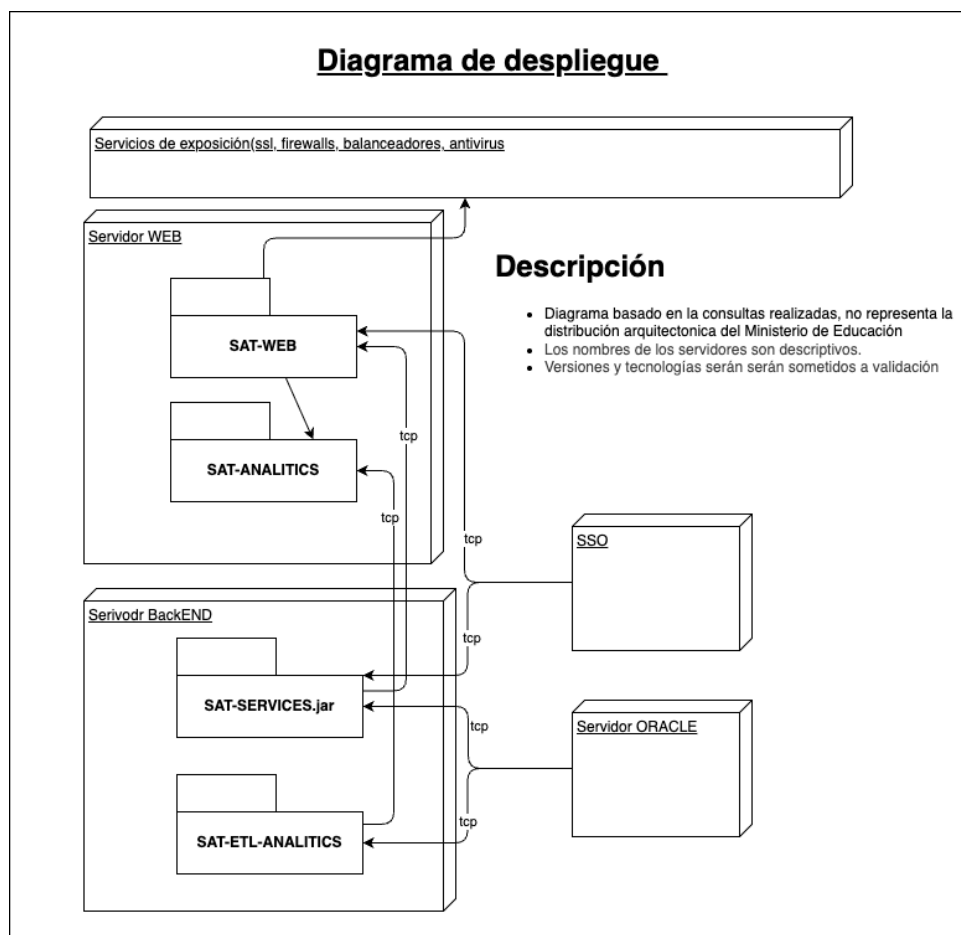 Diagrama de despliegue
Servicios de exposición(ssl, firewalls, balanceadores, antivirus
Servidor WEB
SAT-WEB
SAT-ANALITICS
tcp
tcp
Descripción
• Diagrama basado en la consultas realizadas, no representa la
distribución arquitectonica del Ministerio de Educación
• Los nombres de los servidores son descriptivos.
• Versiones y tecnologías serán serán sometidos a validación
tcp
SSO
Serivodr BackEND
tcp
SAT-SERVICES.jar
tcp
Servidor ORACLE
SAT-ETL-ANALITICS
tcp